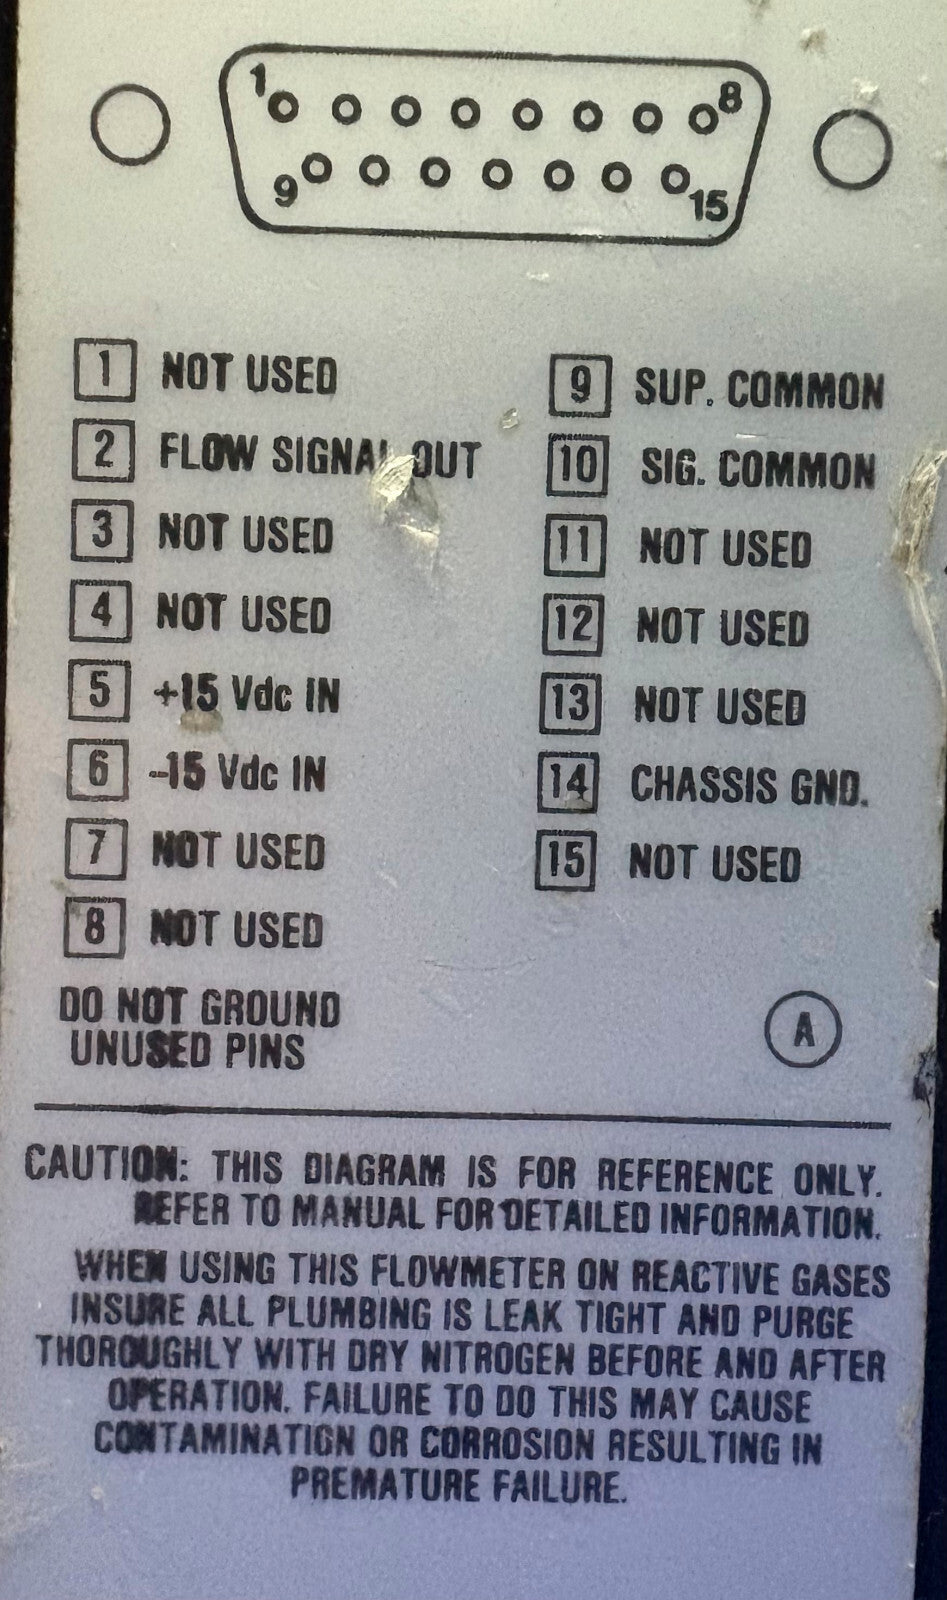 1 8
9 15
1 NOT USED
2 FLOW SIGNAL OUT
3 NOT USED
4 NOT USED
5 +15 Vdc IN
6 -15 Vdc IN
7 NOT USED
8 NOT USED
9 SUP. COMMON
10 SIG. COMMON
11 NOT USED
12 NOT USED
13 NOT USED
14 CHASSIS GND.
15 NOT USED
DO NOT GROUND
UNUSED PINS
A
CAUTION: THIS DIAGRAM IS FOR REFERENCE ONLY.
REFER TO MANUAL FOR DETAILED INFORMATION.
WHEN USING THIS FLOWMETER ON REACTIVE GASES
INSURE ALL PLUMBING IS LEAK TIGHT AND PURGE
THOROUGHLY WITH DRY NITROGEN BEFORE AND AFTER
OPERATION. FAILURE TO DO THIS MAY CAUSE
CONTAMINATION OR CORROSION RESULTING IN
PREMATURE FAILURE.